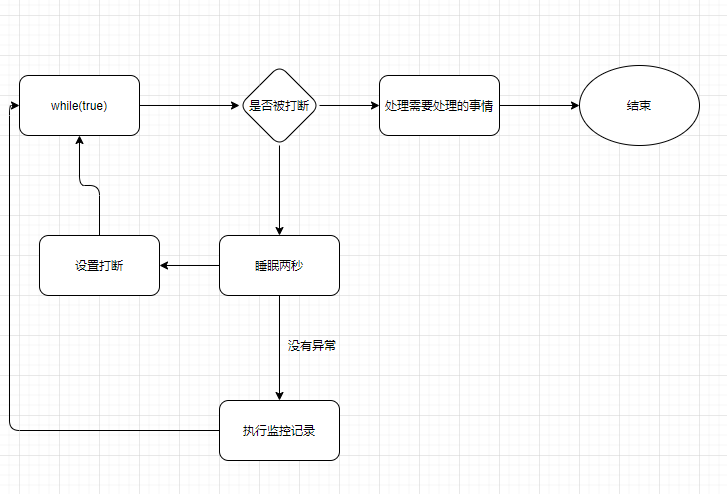 while(true)
是否被打断
处理需要处理的事情
结束
设置打断
睡眠两秒
没有异常
执行监控记录